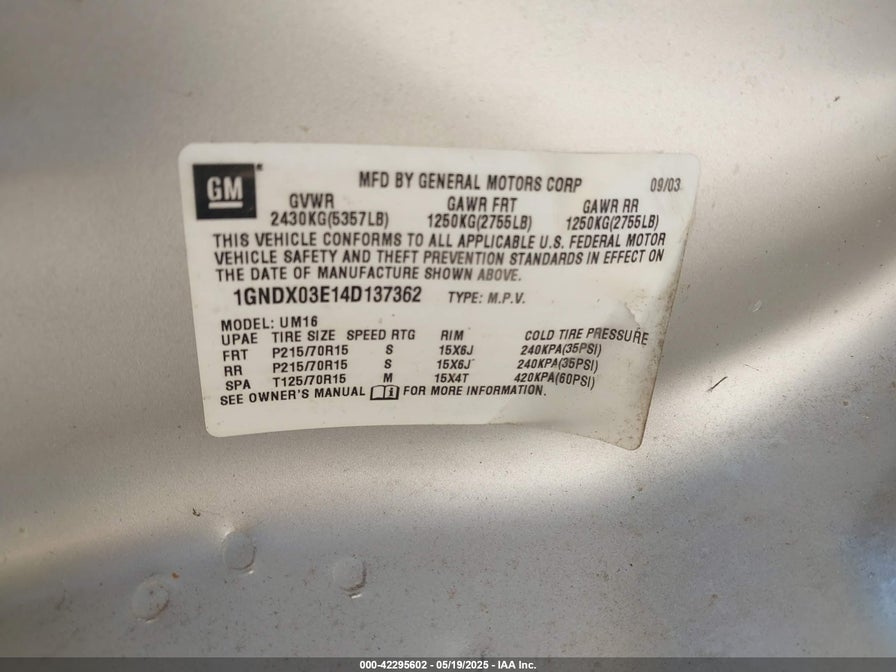 GM
MFD BY GENERAL MOTORS CORP 09/03
GVWR GAWR FRT GAWR RR
2430KG(5357LB) 1250KG(2755LB) 1250KG(2755LB)
THIS VEHICLE CONFORMS TO ALL APPLICABLE U.S. FEDERAL MOTOR
VEHICLE SAFETY AND THEFT PREVENTION STANDARDS IN EFFECT ON
THE DATE OF MANUFACTURE SHOWN ABOVE.
1GNDX03E14D137362 TYPE: M.P.V.
MODEL: UM16
UPAE TIRE SIZE SPEED RTG RIM COLD TIRE PRESSURE
FRT P215/70R15 S 15X6J 240KPA(35PSI)
RR P215/70R15 S 15X6J 240KPA(35PSI)
SPA T125/70R15 M 15X4T 420KPA(60PSI)
SEE OWNER'S MANUAL FOR MORE INFORMATION.
000-42295602 - 05/19/2025 - IAA Inc.